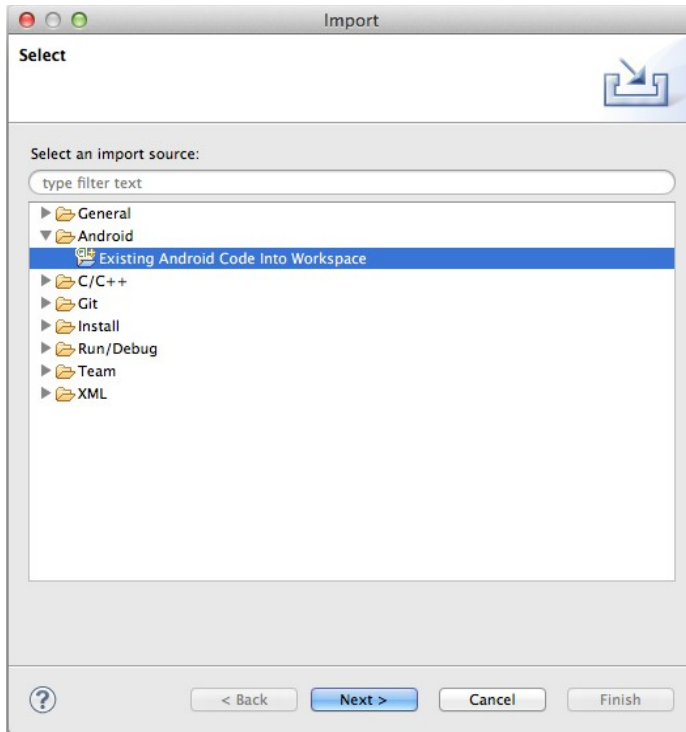 Import
Select
Select an import source:
type filter text
General
Android
Existing Android Code Into Workspace
C/C++
Git
Install
Run/Debug
Team
XML
?
< Back
Next >
Cancel
Finish